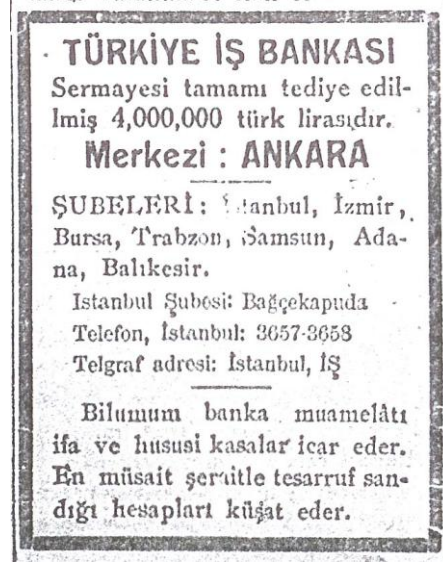 TÜRKİYE İŞ BANKASI
Sermayesi tamamı tediye edil-
lmiş 4,000,000 türk lirasıdır.
Merkezi : ANKARA
ŞUBELERİ: İstanbul, İzmir,
Bursa, Trabzon, Samsun, Ada-
na, Balıkesir.
Istanbul Şubesi: Bağçekapuda
Telefon, İstanbul: 3657-3658
Telgraf adresi: İstanbul, İŞ
Bilumum banka muamelâtı
ifa ve hususi kasalar icar eder.
En müsait şeraitle tesarruf san-
dığı hesapları küşat eder.